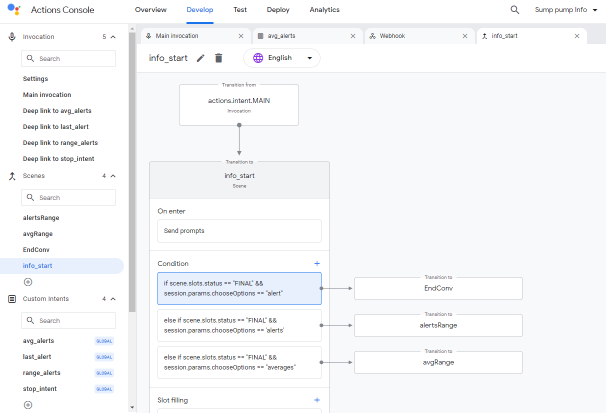 Actions Console
Overview
Develop
Test
Deploy
Analytics
Sump pump Info
Invocation
5
Search
Settings
Main invocation
Deep link to avg_alerts
Deep link to last_alert
Deep link to range_alerts
Deep link to stop_intent
Scenes
4
Search
alertsRange
avgRange
EndConv
info_start
Custom intents
4
Search
avg_alerts
GLOBAL
last_alert
GLOBAL
range_alerts
GLOBAL
stop_intent
GLOBAL
Main invocation
avg_alerts
Webhook
info_start
info_start
English
Transition from
actions.intent.MAIN
Invocation
Transition to
info_start
Scene
On enter
Send prompts
Condition
if scene.slots.status == "FINAL" &&
session.params.chooseOptions == "alert"
else if scene.slots.status == "FINAL" &&
session.params.chooseOptions == "alerts'
else if scene.slots.status == "FINAL" &&
session.params.chooseOptions == "averages"
Slot filling
Transition to
EndConv
Transition to
alertsRange
Transition to
avgRange